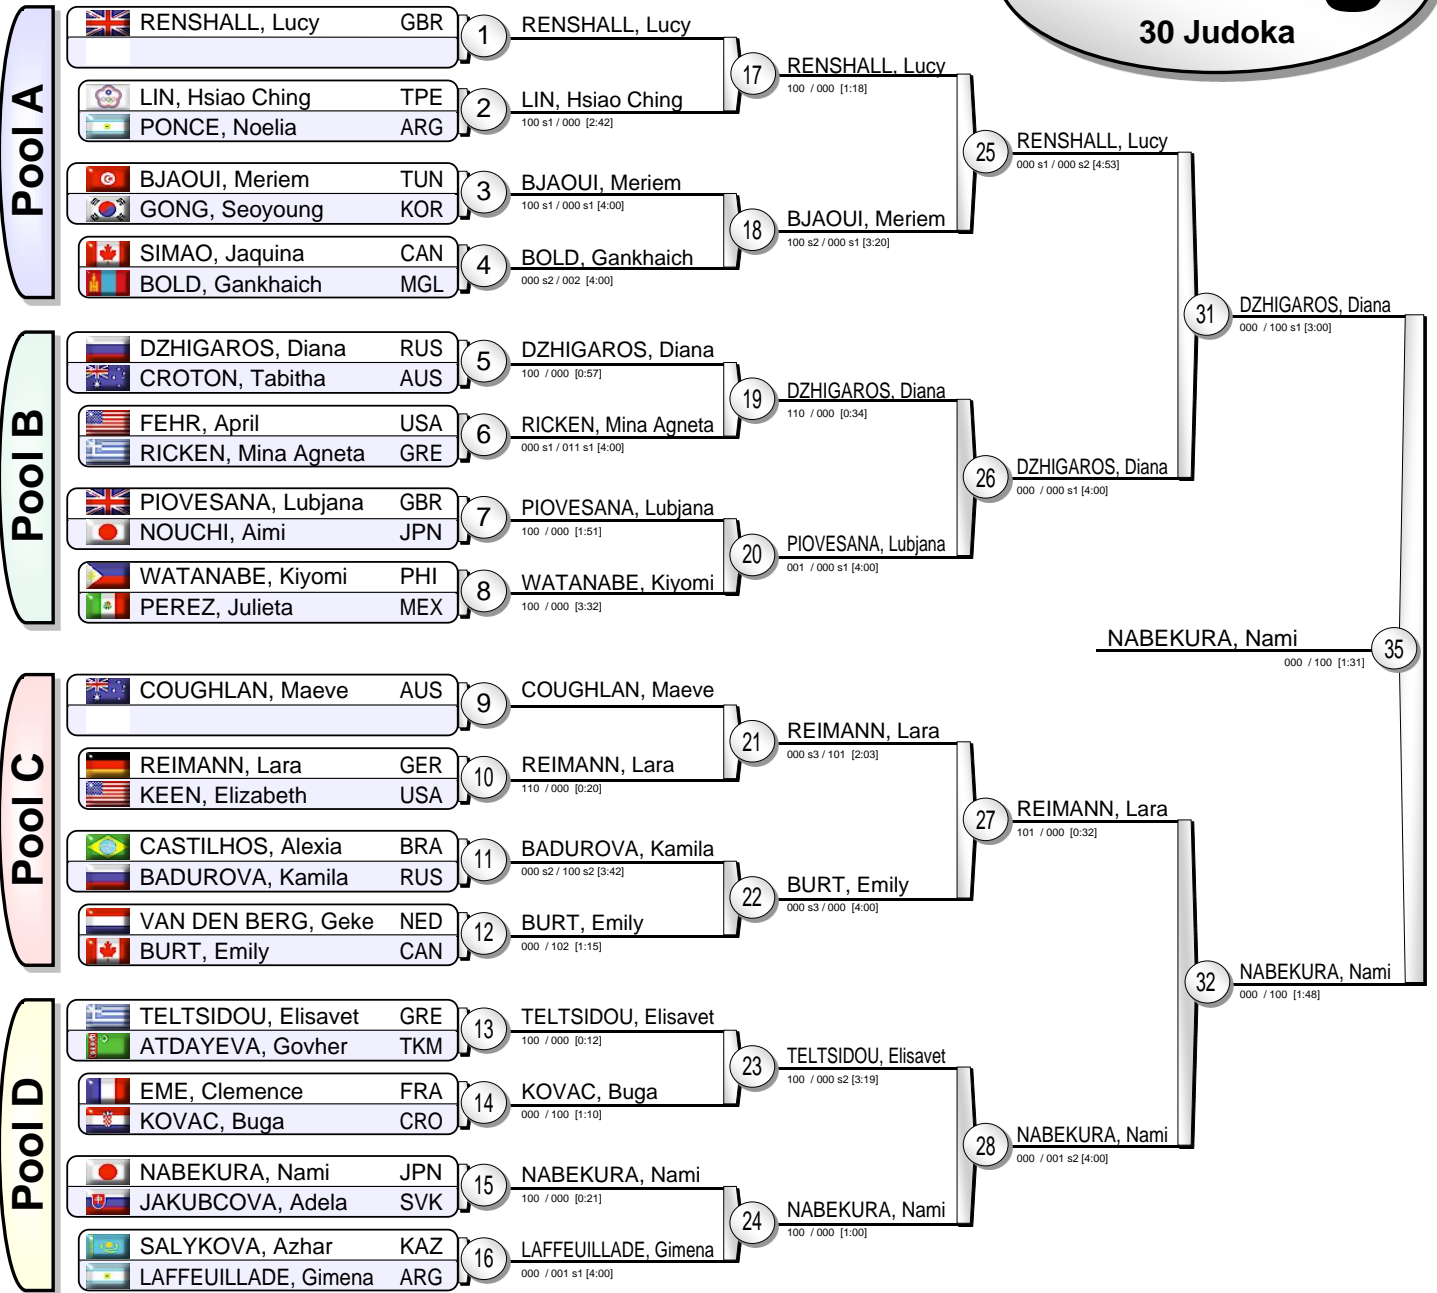 30 Judoka
Pool A
RENSHALL, Lucy GBR
1
RENSHALL, Lucy
LIN, Hsiao Ching TPE
PONCE, Noelia ARG
2
LIN, Hsiao Ching
100 s1 / 000 [2:42]
17
RENSHALL, Lucy
100 / 000 [1:18]
BJAOUI, Meriem TUN
GONG, Seoyoung KOR
3
BJAOUI, Meriem
100 s1 / 000 s1 [4:00]
SIMAO, Jaquina CAN
BOLD, Gankhaich MGL
4
BOLD, Gankhaich
000 s2 / 002 [4:00]
18
BJAOUI, Meriem
100 s2 / 000 s1 [3:20]
25
RENSHALL, Lucy
000 s1 / 000 s2 [4:53]
Pool B
DZHIGAROS, Diana RUS
CROTON, Tabitha AUS
5
DZHIGAROS, Diana
100 / 000 [0:57]
FEHR, April USA
RICKEN, Mina Agneta GRE
6
RICKEN, Mina Agneta
000 s1 / 011 s1 [4:00]
19
DZHIGAROS, Diana
110 / 000 [0:34]
PIOVESANA, Lubjana GBR
NOUCHI, Aimi JPN
7
PIOVESANA, Lubjana
100 / 000 [1:51]
WATANABE, Kiyomi PHI
PEREZ, Julieta MEX
8
WATANABE, Kiyomi
100 / 000 [3:32]
20
PIOVESANA, Lubjana
001 / 000 s1 [4:00]
26
DZHIGAROS, Diana
000 / 000 s1 [4:00]
31
DZHIGAROS, Diana
000 / 100 s1 [3:00]
NABEKURA, Nami
000 / 100 [1:31]
35
Pool C
COUGHLAN, Maeve AUS
9
COUGHLAN, Maeve
REIMANN, Lara GER
KEEN, Elizabeth USA
10
REIMANN, Lara
110 / 000 [0:20]
21
REIMANN, Lara
000 s3 / 101 [2:03]
CASTILHOS, Alexia BRA
BADUROVA, Kamila RUS
11
BADUROVA, Kamila
000 s2 / 100 s2 [3:42]
VAN DEN BERG, Geke NED
BURT, Emily CAN
12
BURT, Emily
000 / 102 [1:15]
22
BURT, Emily
000 s3 / 000 [4:00]
27
REIMANN, Lara
101 / 000 [0:32]
Pool D
TELTSIDOU, Elisavet GRE
ATDAYEVA, Govher TKM
13
TELTSIDOU, Elisavet
100 / 000 [0:12]
EME, Clemence FRA
KOVAC, Buga CRO
14
KOVAC, Buga
000 / 100 [1:10]
23
TELTSIDOU, Elisavet
100 / 000 s2 [3:19]
NABEKURA, Nami JPN
JAKUBCOVA, Adela SVK
15
NABEKURA, Nami
100 / 000 [0:21]
SALYKOVA, Azhar KAZ
LAFFEUILLADE, Gimena ARG
16
LAFFEUILLADE, Gimena
000 / 001 s1 [4:00]
24
NABEKURA, Nami
100 / 000 [1:00]
28
NABEKURA, Nami
000 / 001 s2 [4:00]
32
NABEKURA, Nami
000 / 100 [1:48]